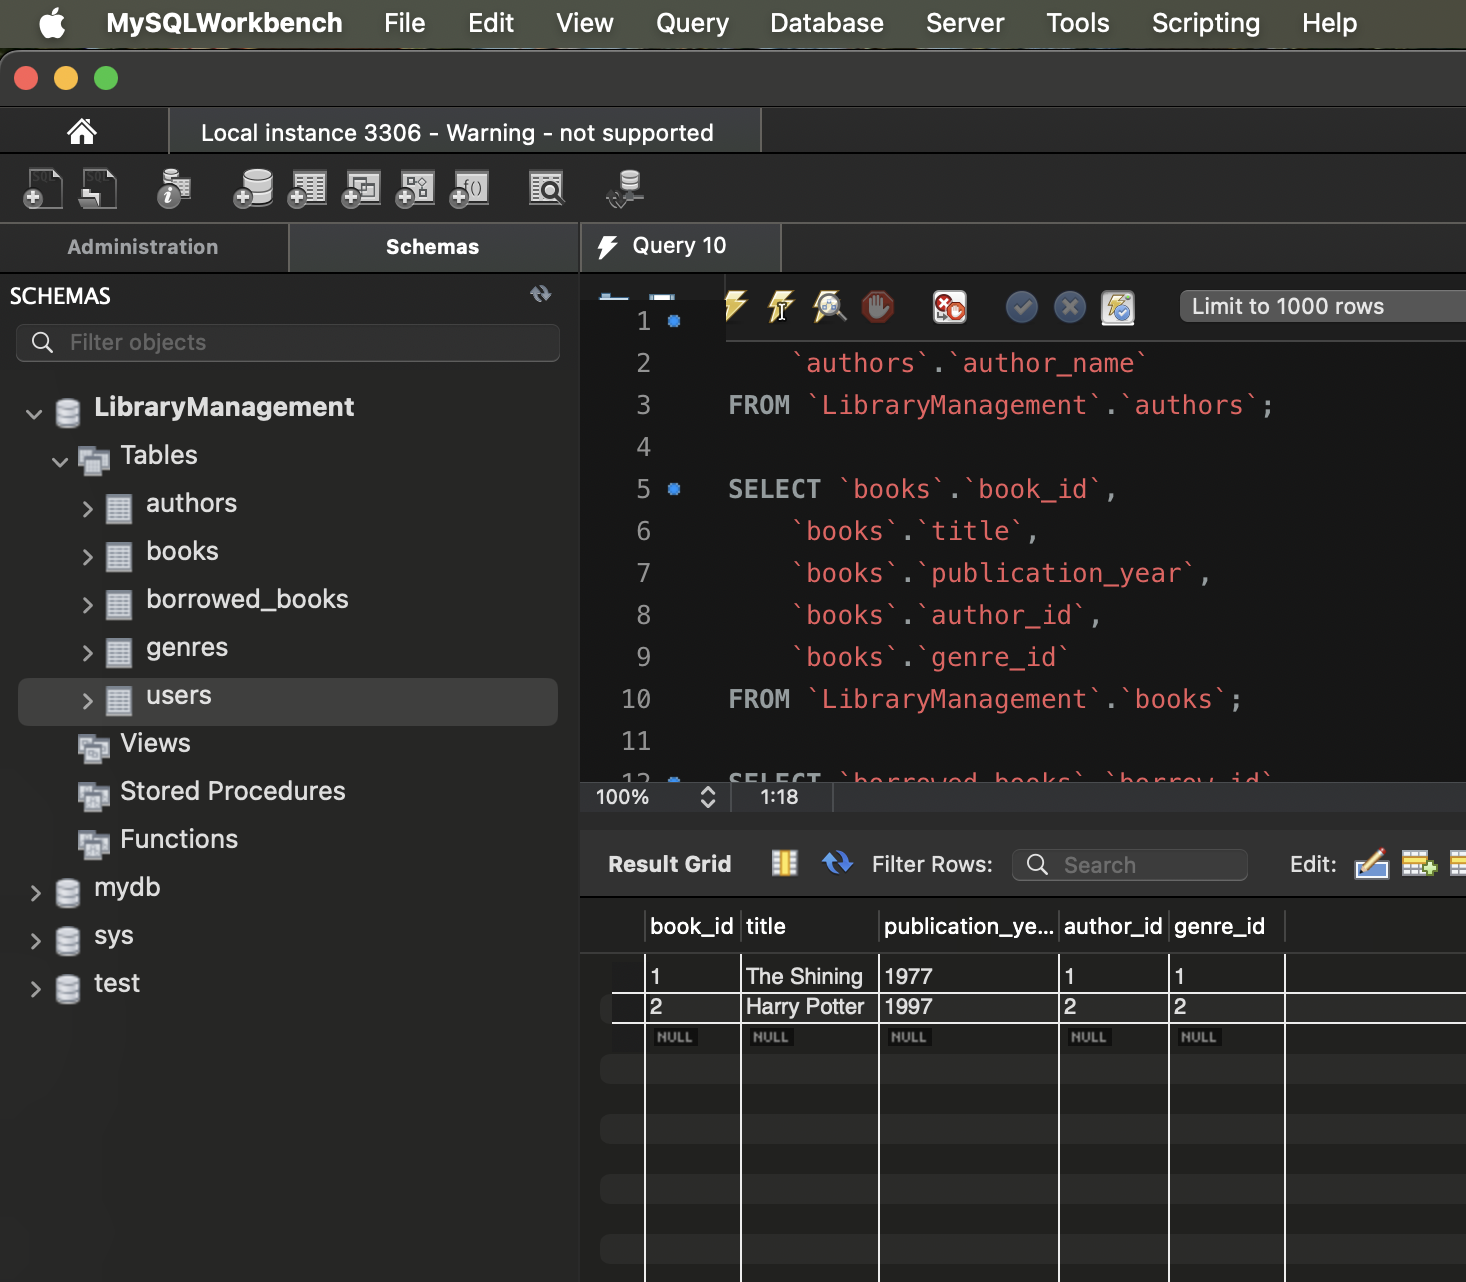 MySQLWorkbench File Edit View Query Database Server Tools Scripting Help
Local instance 3306 - Warning - not supported
Administration Schemas Query 10
SCHEMAS
Filter objects
LibraryManagement
Tables
authors
books
borrowed_books
genres
users
Views
Stored Procedures
Functions
mydb
sys
test
Limit to 1000 rows
1
2 `authors`.`author_name`
3 FROM `LibraryManagement`.`authors`;
4
5 SELECT `books`.`book_id`,
6 `books`.`title`,
7 `books`.`publication_year`,
8 `books`.`author_id`,
9 `books`.`genre_id`
10 FROM `LibraryManagement`.`books`;
11
12 SELECT `borrowed_books`.`borrow_id`
100% 1:18
Result Grid Filter Rows: Search Edit:
book_id title publication_ye... author_id genre_id
1 The Shining 1977 1 1
2 Harry Potter 1997 2 2
NULL NULL NULL NULL NULL